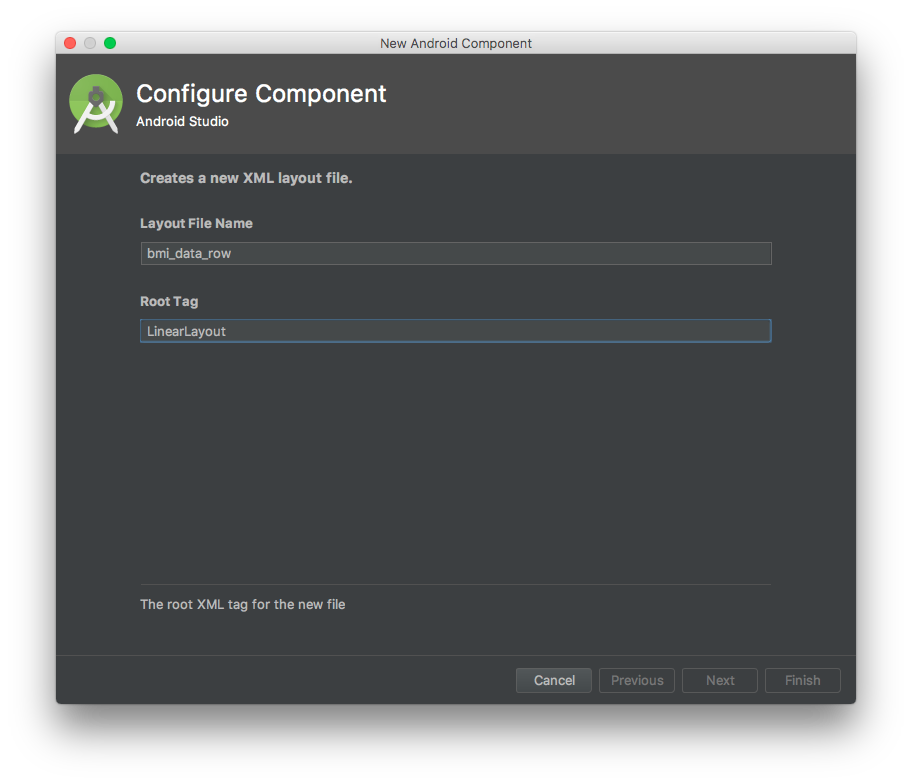 New Android Component
Configure Component
Android Studio
Creates a new XML layout file.
Layout File Name
bmi_data_row
Root Tag
LinearLayout
The root XML tag for the new file
Cancel Previous Next Finish